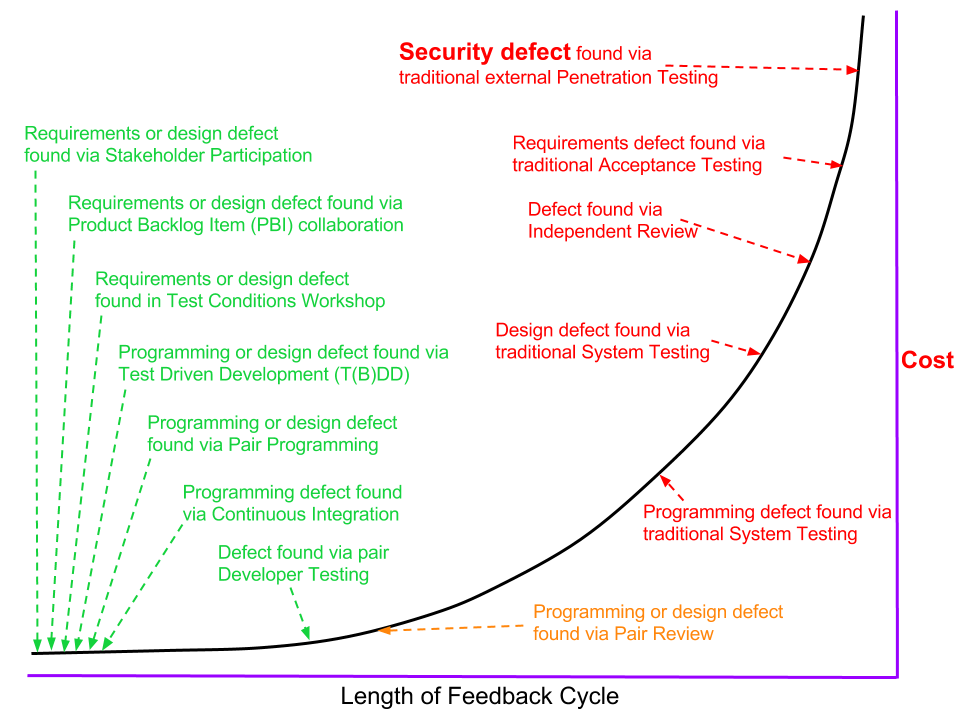 Security defect found via
traditional external Penetration Testing
Requirements or design defect
found via Stakeholder Participation
Requirements defect found via
traditional Acceptance Testing
Requirements or design defect found via
Product Backlog Item (PBI) collaboration
Defect found via
Independent Review
Requirements or design defect
found in Test Conditions Workshop
Design defect found via
traditional System Testing
Programming or design defect found via
Test Driven Development (T(B)DD)
Cost
Programming or design defect
found via Pair Programming
Programming defect found
via Continuous Integration
Programming defect found via
traditional System Testing
Defect found via pair
Developer Testing
Programming or design defect
found via Pair Review
Length of Feedback Cycle